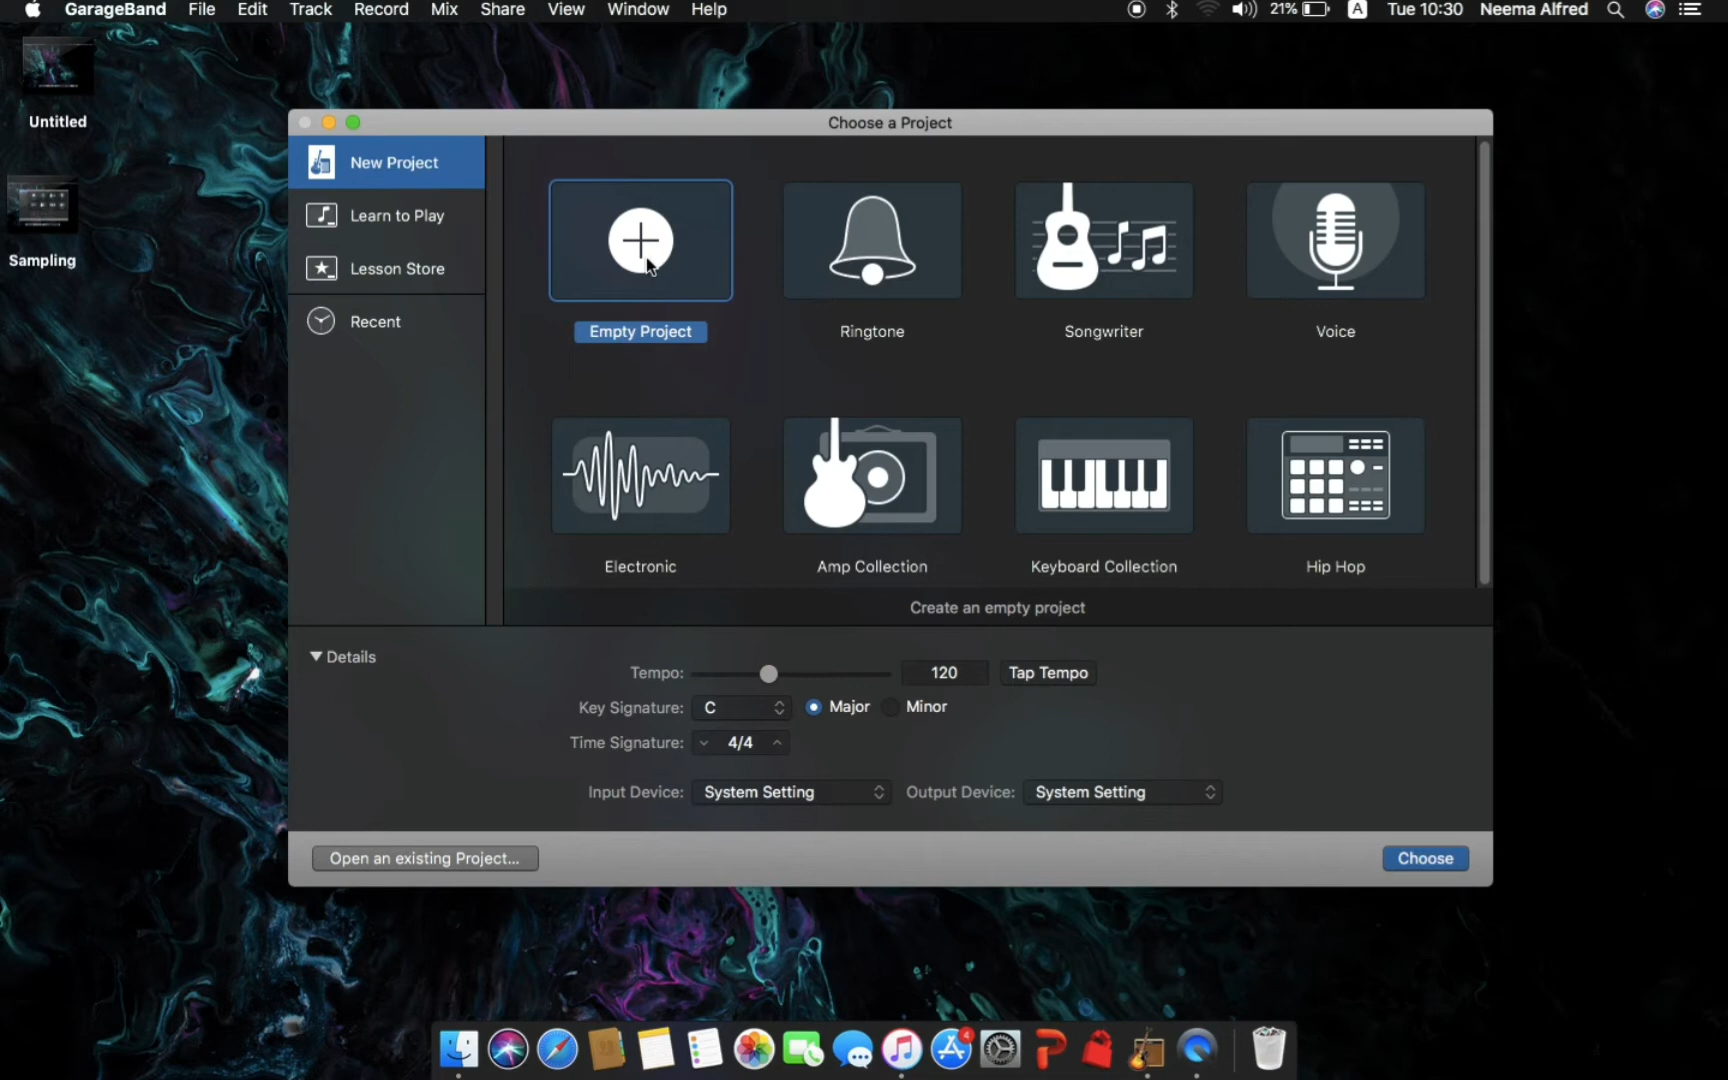 GarageBand File Edit Track Record Mix Share View Window Help 21% A Tue 10:30 Neema Alfred
Untitled
Sampling
Choose a Project
New Project
Learn to Play
Lesson Store
Recent
Empty Project Ringtone Songwriter Voice
Electronic Amp Collection Keyboard Collection Hip Hop
Create an empty project
Details
Tempo: 120 Tap Tempo
Key Signature: C Major Minor
Time Signature: 4/4
Input Device: System Setting Output Device: System Setting
Open an existing Project... Choose
4